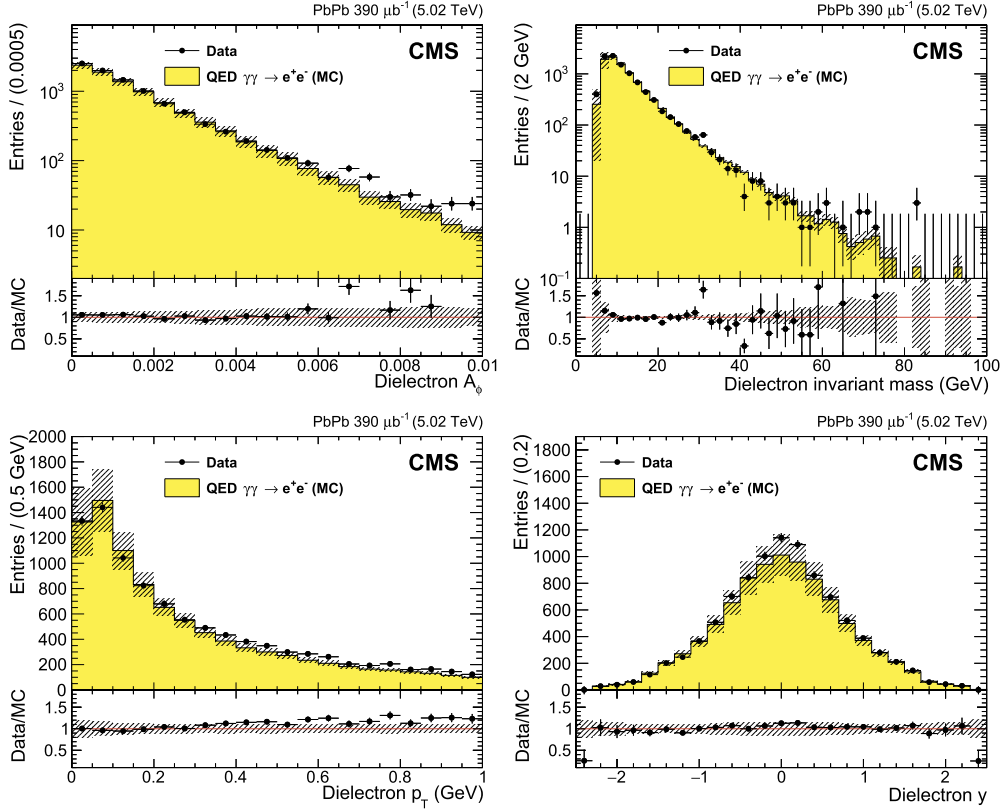 PbPb 390 μb⁻¹ (5.02 TeV)
CMS
Data
QED γγ → e⁺e⁻ (MC)
Entries / (0.0005)
10³
10²
10
Data/MC
1.5
1
0.5
0 0.002 0.004 0.006 0.008 0.01
Dielectron A_ϕ
PbPb 390 μb⁻¹ (5.02 TeV)
CMS
Data
QED γγ → e⁺e⁻ (MC)
Entries / (2 GeV)
10³
10²
10
1
10⁻¹
Data/MC
1.5
1
0.5
0 20 40 60 80 100
Dielectron invariant mass (GeV)
PbPb 390 μb⁻¹ (5.02 TeV)
CMS
Data
QED γγ → e⁺e⁻ (MC)
Entries / (0.5 GeV)
2000
1800
1600
1400
1200
1000
800
600
400
200
0
Data/MC
1.5
1
0.5
0 0.2 0.4 0.6 0.8 1
Dielectron p_T (GeV)
PbPb 390 μb⁻¹ (5.02 TeV)
CMS
Data
QED γγ → e⁺e⁻ (MC)
Entries / (0.2)
1800
1600
1400
1200
1000
800
600
400
200
0
Data/MC
1.5
1
0.5
−2 −1 0 1 2
Dielectron y